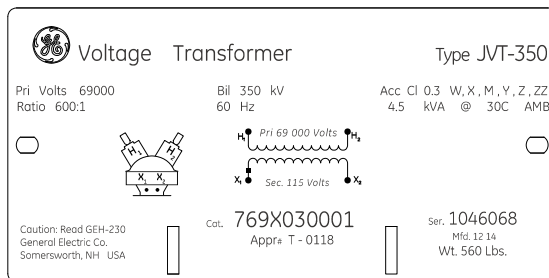 GE
Voltage Transformer
Type JVT-350
Pri Volts 69000
Bil 350 kV
Acc Cl 0.3 W, X, M, Y, Z, ZZ
Ratio 600:1
60 Hz
4.5 kVA @ 30C AMB
H₁ H₂
X₁ X₂
H₁ Pri 69 000 Volts H₂
X₁ Sec. 115 Volts X₂
Caution: Read GEH-230
General Electric Co.
Somersworth, NH USA
Cat. 769X030001
Appr# T - 0118
Ser. 1046068
Mfd. 12 14
Wt. 560 Lbs.